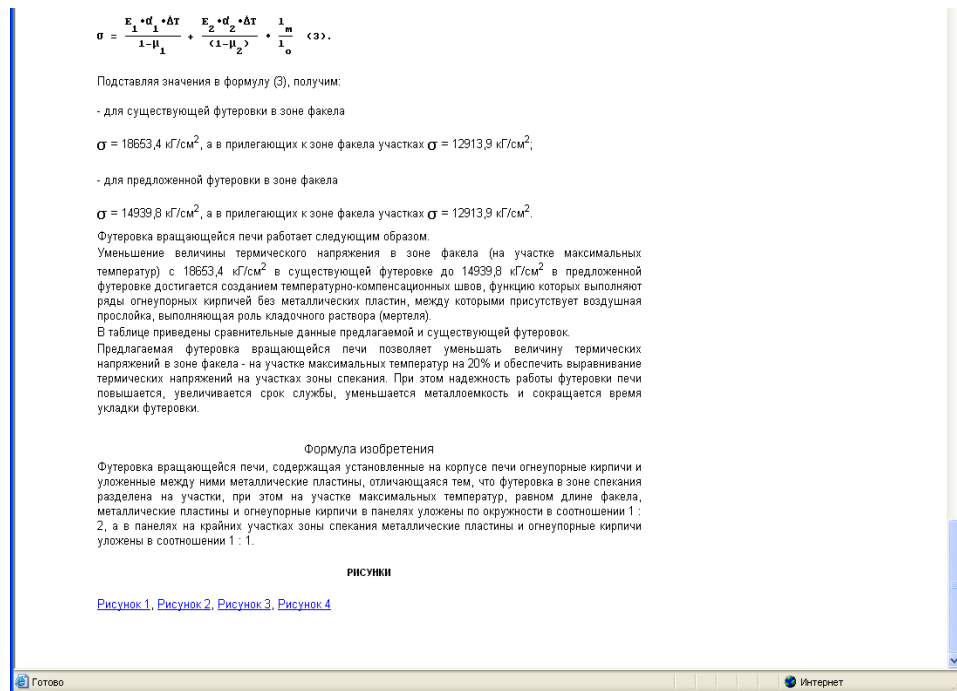 σ = E₁•α₁•ΔT / 1-μ₁ + E₂•α₂•ΔT / (1-μ₂) • l_m / l_o (3).
Подставляя значения в формулу (3), получим:
- для существующей футеровки в зоне факела
σ = 18653,4 кГ/см², а в прилегающих к зоне факела участках σ = 12913,9 кГ/см²;
- для предложенной футеровки в зоне факела
σ = 14939,8 кГ/см², а в прилегающих к зоне факела участках σ = 12913,9 кГ/см².
Футеровка вращающейся печи работает следующим образом.
Уменьшение величины термического напряжения в зоне факела (на участке максимальных
температур) с 18653,4 кГ/см² в существующей футеровке до 14939,8 кГ/см² в предложенной
футеровке достигается созданием температурно-компенсационных швов, функцию которых выполняют
ряды огнеупорных кирпичей без металлических пластин, между которыми присутствует воздушная
прослойка, выполняющая роль кладочного раствора (мертеля).
В таблице приведены сравнительные данные предлагаемой и существующей футеровок.
Предлагаемая футеровка вращающейся печи позволяет уменьшать величину термических
напряжений в зоне факела - на участке максимальных температур на 20% и обеспечить выравнивание
термических напряжений на участках зоны спекания. При этом надежность работы футеровки печи
повышается, увеличивается срок службы, уменьшается металлоемкость и сокращается время
укладки футеровки.
Формула изобретения
Футеровка вращающейся печи, содержащая установленные на корпусе печи огнеупорные кирпичи и
уложенные между ними металлические пластины, отличающаяся тем, что футеровка в зоне спекания
разделена на участки, при этом на участке максимальных температур, равном длине факела,
металлические пластины и огнеупорные кирпичи в панелях уложены по окружности в соотношении 1 :
2, а в панелях на крайних участках зоны спекания металлические пластины и огнеупорные кирпичи
уложены в соотношении 1 : 1.
РИСУНКИ
Рисунок 1, Рисунок 2, Рисунок 3, Рисунок 4
Готово
Интернет